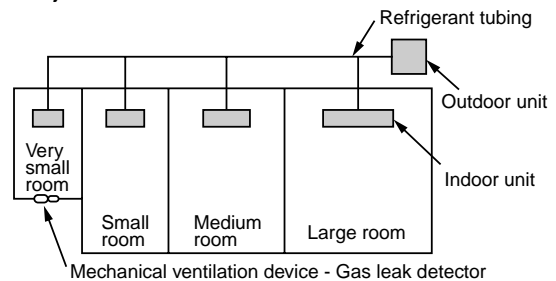 Refrigerant tubing
Outdoor unit
Very
small
room
Indoor unit
Small
room
Medium
room
Large room
Mechanical ventilation device - Gas leak detector